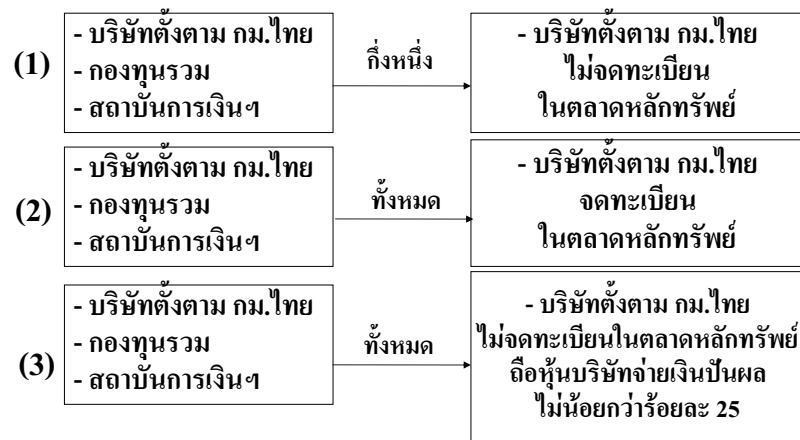 (1)
- บริษัทตั้งตาม กม.ไทย
- กองทุนรวม
- สถาบันการเงินฯ
กึ่งหนึ่ง
- บริษัทตั้งตาม กม.ไทย
ไม่จดทะเบียน
ในตลาดหลักทรัพย์
(2)
- บริษัทตั้งตาม กม.ไทย
- กองทุนรวม
- สถาบันการเงินฯ
ทั้งหมด
- บริษัทตั้งตาม กม.ไทย
จดทะเบียน
ในตลาดหลักทรัพย์
(3)
- บริษัทตั้งตาม กม.ไทย
- กองทุนรวม
- สถาบันการเงินฯ
ทั้งหมด
- บริษัทตั้งตาม กม.ไทย
ไม่จดทะเบียนในตลาดหลักทรัพย์
ถือหุ้นบริษัทจ่ายเงินปันผล
ไม่น้อยกว่าร้อยละ 25